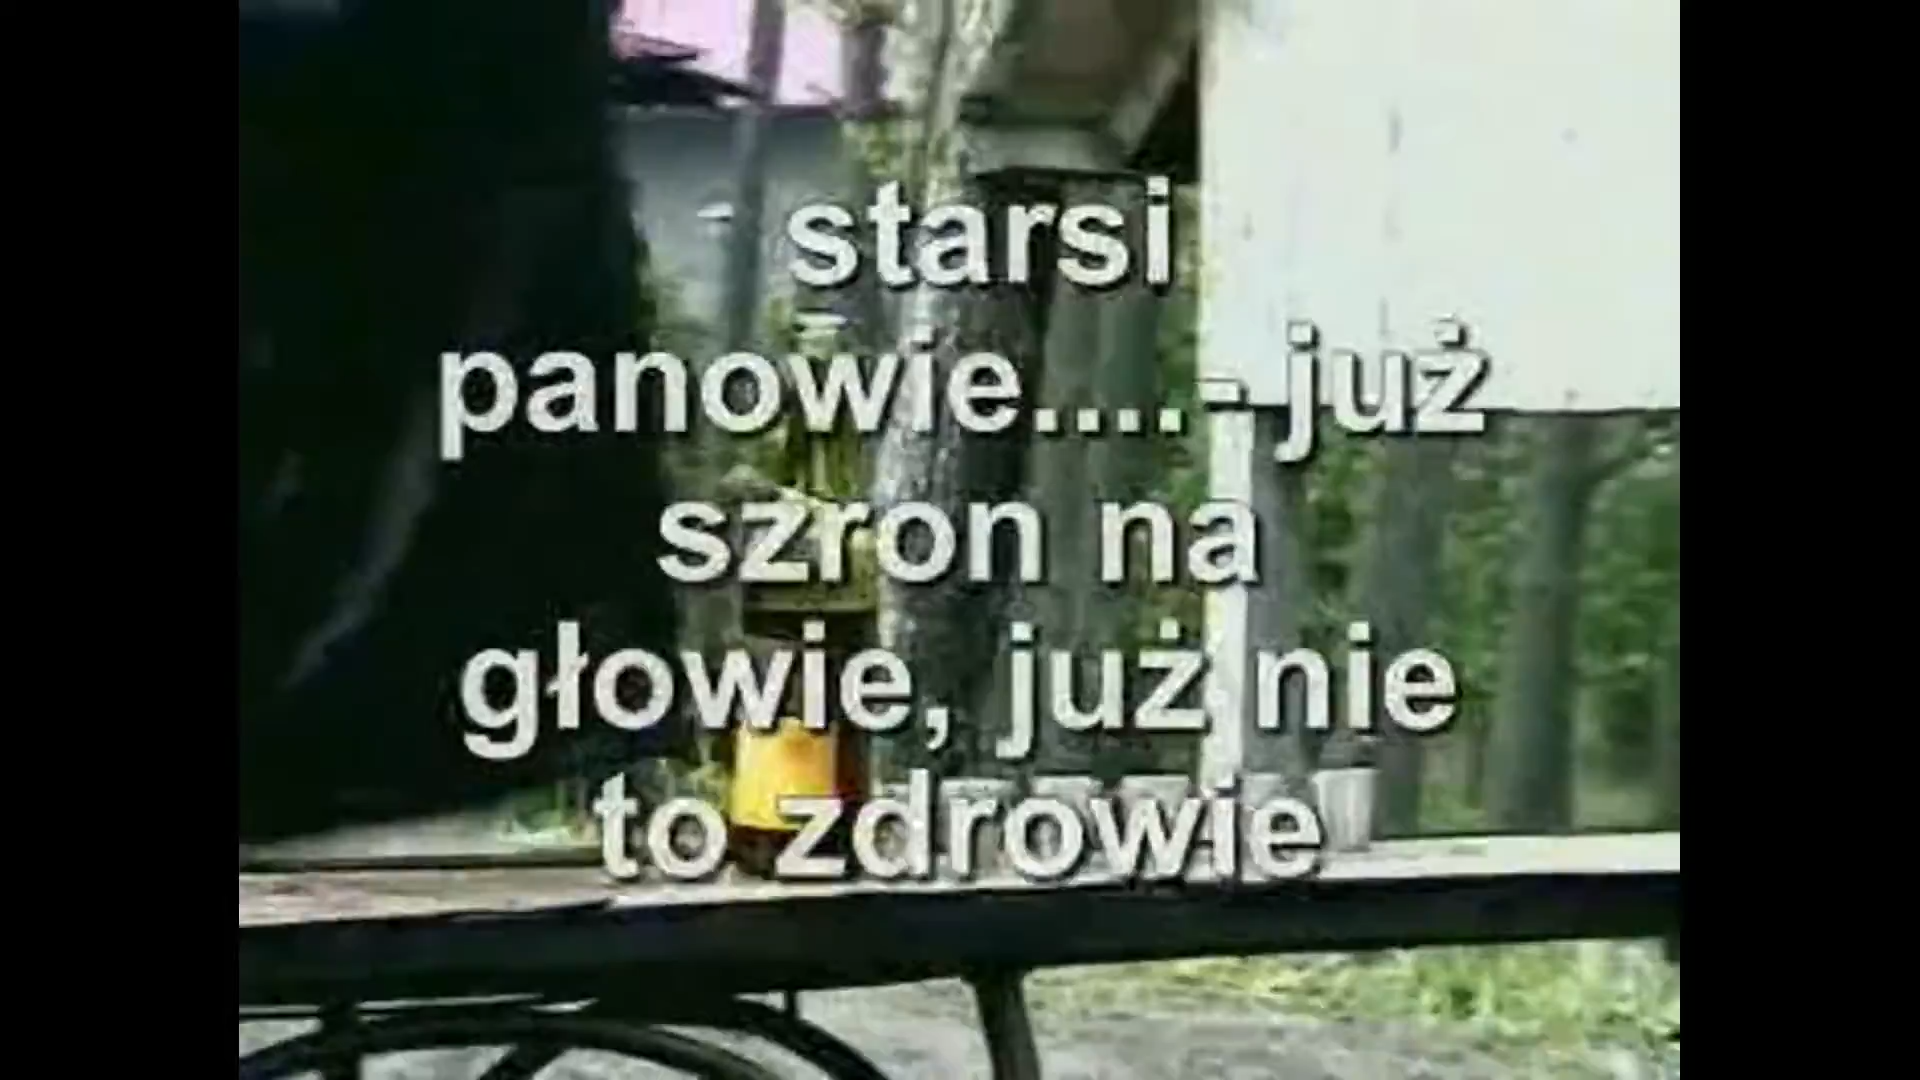 starsi
panowie.... - już
szron na
głowie, już nie
to zdrowie